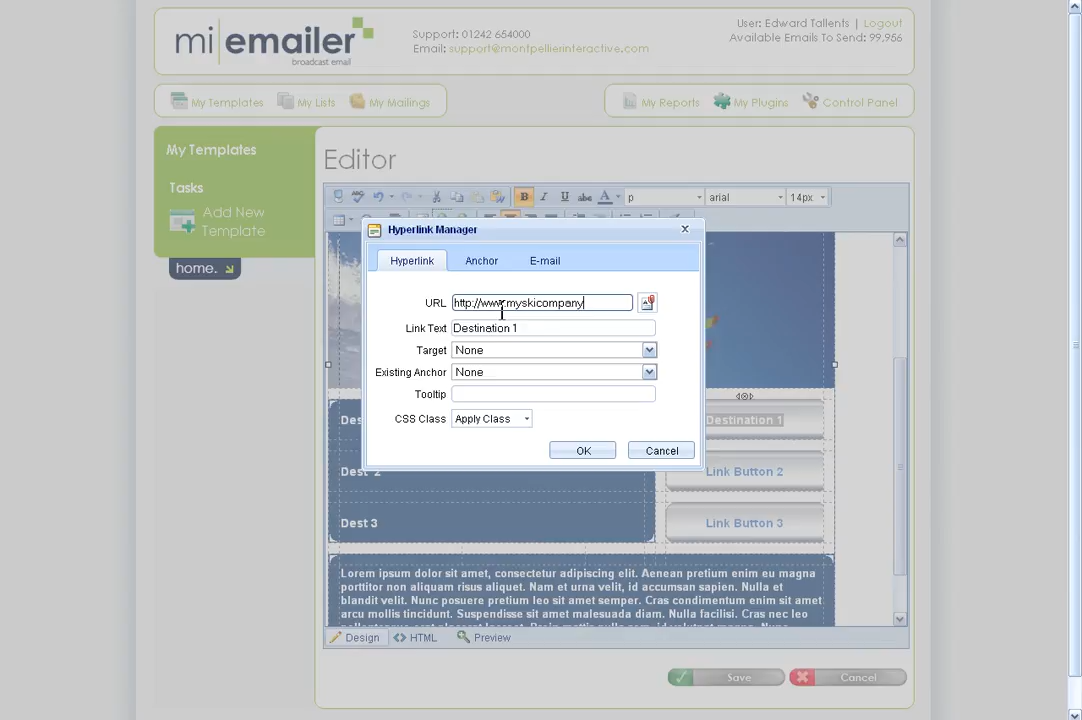 mi emailer
broadcast email
Support: 01242 654000
Email: support@montpellierinteractive.com
User: Edward Tallents | Logout
Available Emails To Send: 99,956
My Templates My Lists My Mailings
My Reports My Plugins Control Panel
My Templates
Tasks
Add New
Template
home.
Editor
B I U abc A p arial 14px
Hyperlink Manager
Hyperlink Anchor E-mail
URL http://www.myskicompany
Link Text Destination 1
Target None
Existing Anchor None
Tooltip
CSS Class Apply Class
OK Cancel
Des Destination 1
Dest 2 Link Button 2
Dest 3 Link Button 3
Lorem ipsum dolor sit amet, consectetur adipiscing elit. Aenean pretium enim eu magna
porttitor non aliquam risus aliquet. Nam et urna velit, id accumsan sapien. Nulla et
blandit velit. Nunc posuere pretium leo sit amet semper. Cras condimentum enim sit amet
arcu mollis tincidunt. Suspendisse sit amet malesuada diam. Nulla facilisi. Cras nec leo
Design HTML Preview
Save Cancel